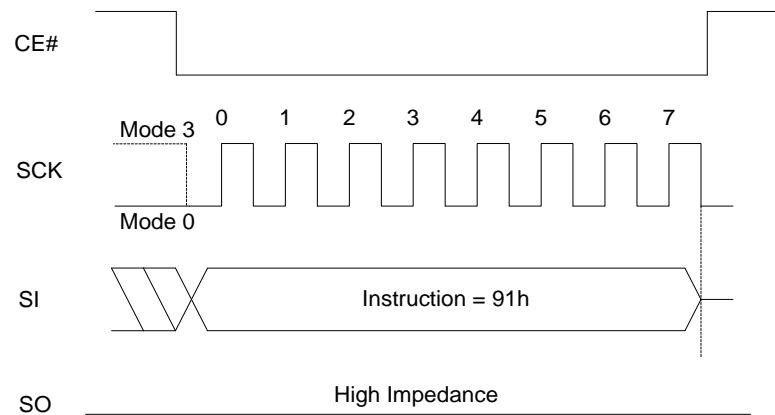 CE#
0 1 2 3 4 5 6 7
Mode 3
SCK
Mode 0
SI
Instruction = 91h
High Impedance
SO